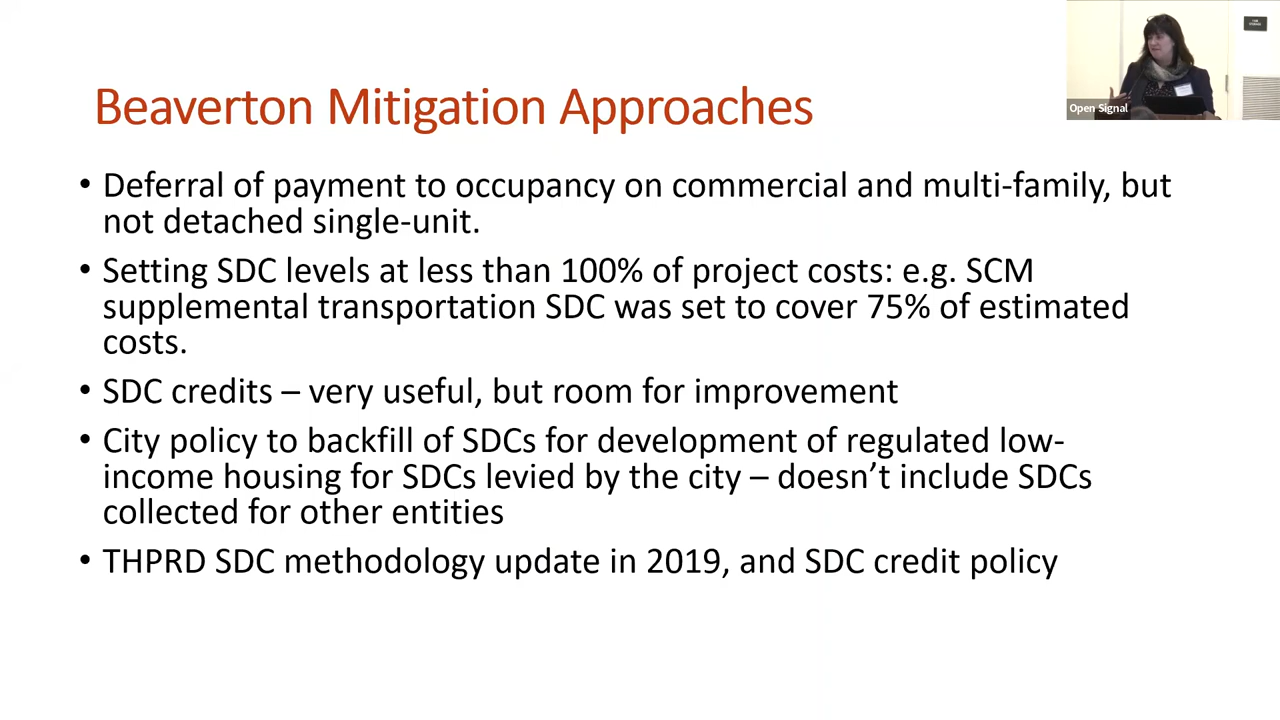 Beaverton Mitigation Approaches
• Deferral of payment to occupancy on commercial and multi-family, but
not detached single-unit.
• Setting SDC levels at less than 100% of project costs: e.g. SCM
supplemental transportation SDC was set to cover 75% of estimated
costs.
• SDC credits – very useful, but room for improvement
• City policy to backfill of SDCs for development of regulated low-
income housing for SDCs levied by the city – doesn’t include SDCs
collected for other entities
• THPRD SDC methodology update in 2019, and SDC credit policy
Open Signal